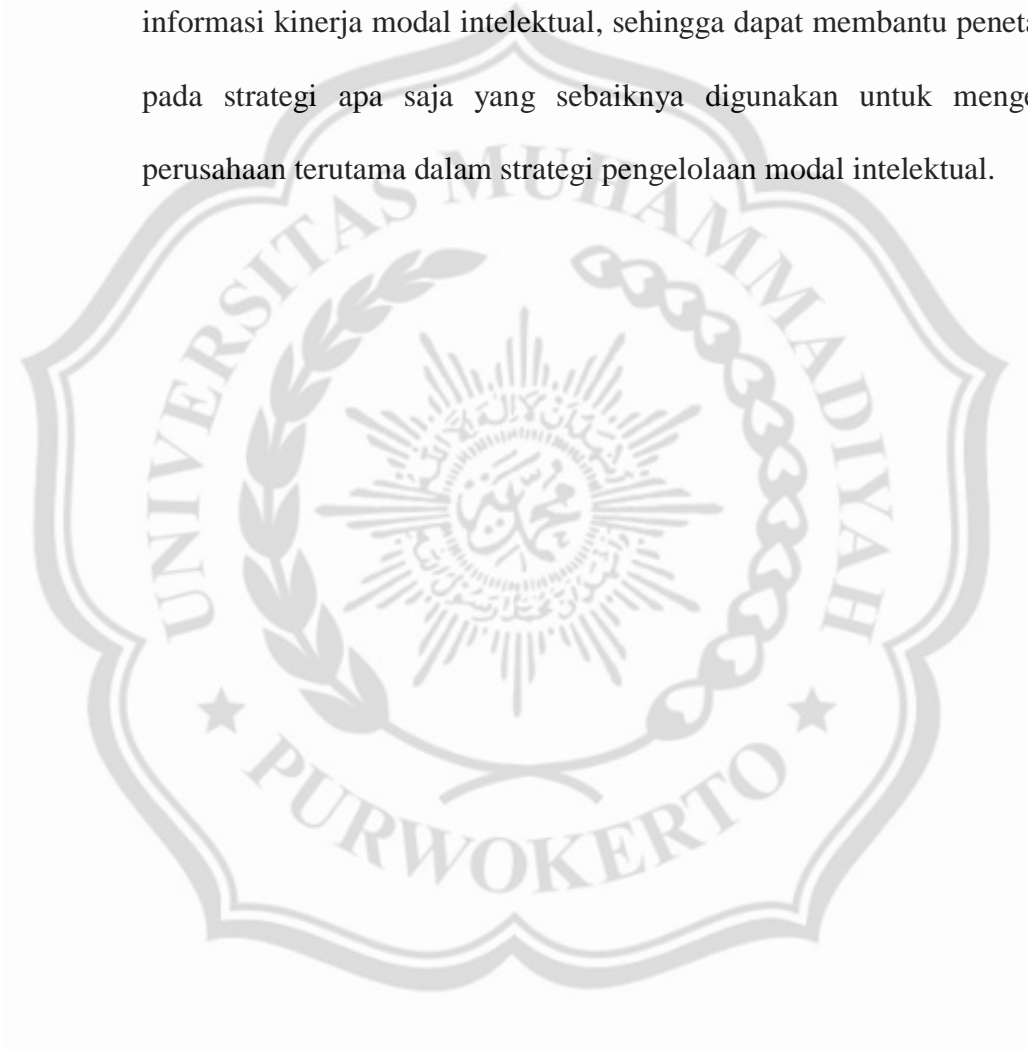 informasi kinerja modal intelektual, sehingga dapat membantu peneta
pada strategi apa saja yang sebaiknya digunakan untuk menge
perusahaan terutama dalam strategi pengelolaan modal intelektual.
UNIVERSITAS MUHAMMADIYAH
محمد
PURWOKERTO